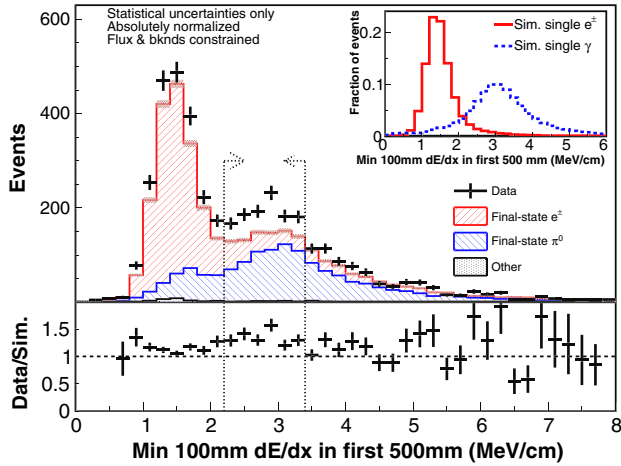 Statistical uncertainties only
Absolutely normalized
Flux & bknds constrained
Events
600
400
200
Fraction of events
0.2
0.1
0
Sim. single e±
Sim. single γ
0 1 2 3 4 5 6
Min 100mm dE/dx in first 500 mm (MeV/cm)
Data
Final-state e±
Final-state π⁰
Other
Data/Sim.
1.5
1
0.5
0
0 1 2 3 4 5 6 7 8
Min 100mm dE/dx in first 500mm (MeV/cm)